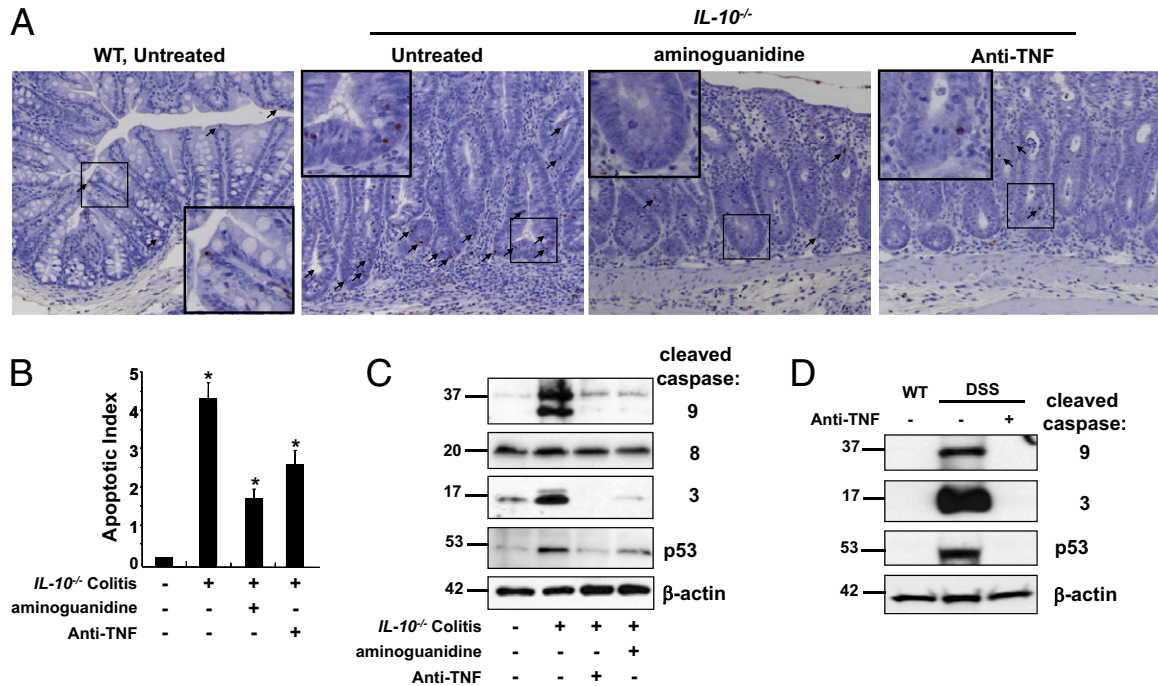 A
IL-10-/-
WT, Untreated
Untreated
aminoguanidine
Anti-TNF
B
Apoptotic Index
5
4
3
2
1
0
IL-10-/- Colitis - + + +
aminoguanidine - - + -
Anti-TNF - - - +
* * *
C
cleaved
caspase:
37
9
20
8
17
3
53
p53
42
β-actin
IL-10-/- Colitis - + + +
aminoguanidine - - - +
Anti-TNF - - + -
D
WT DSS
Anti-TNF - - +
cleaved
caspase:
37
9
17
3
53
p53
42
β-actin